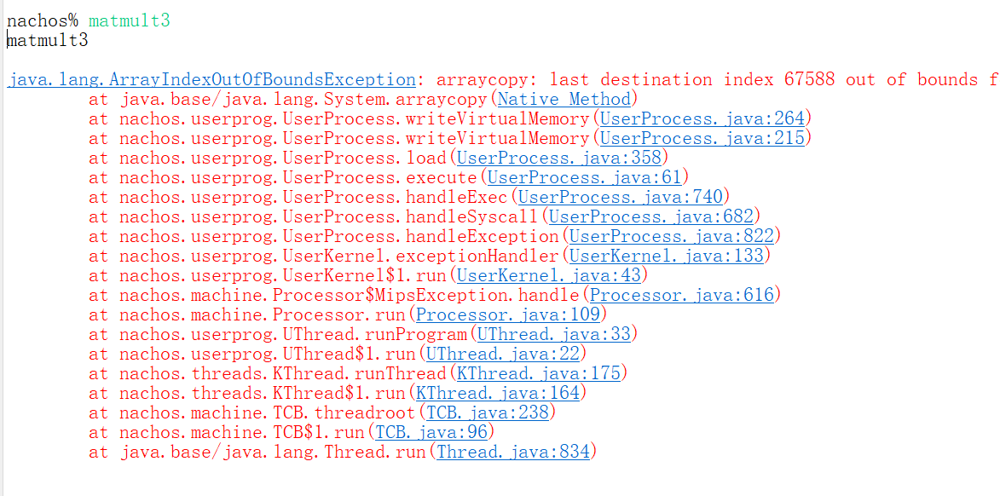 nachos% matmult3
matmult3
java.lang.ArrayIndexOutOfBoundsException: arraycopy: last destination index 67588 out of bounds f
at java.base/java.lang.System.arraycopy(Native Method)
at nachos.userprog.UserProcess.writeVirtualMemory(UserProcess.java:264)
at nachos.userprog.UserProcess.writeVirtualMemory(UserProcess.java:215)
at nachos.userprog.UserProcess.load(UserProcess.java:358)
at nachos.userprog.UserProcess.execute(UserProcess.java:61)
at nachos.userprog.UserProcess.handleExec(UserProcess.java:740)
at nachos.userprog.UserProcess.handleSyscall(UserProcess.java:682)
at nachos.userprog.UserProcess.handleException(UserProcess.java:822)
at nachos.userprog.UserKernel.exceptionHandler(UserKernel.java:133)
at nachos.userprog.UserKernel$1.run(UserKernel.java:43)
at nachos.machine.Processor$MipsException.handle(Processor.java:616)
at nachos.machine.Processor.run(Processor.java:109)
at nachos.userprog.UThread.runProgram(UThread.java:33)
at nachos.userprog.UThread$1.run(UThread.java:22)
at nachos.threads.KThread.runThread(KThread.java:175)
at nachos.threads.KThread$1.run(KThread.java:164)
at nachos.machine.TCB.threadroot(TCB.java:238)
at nachos.machine.TCB$1.run(TCB.java:96)
at java.base/java.lang.Thread.run(Thread.java:834)